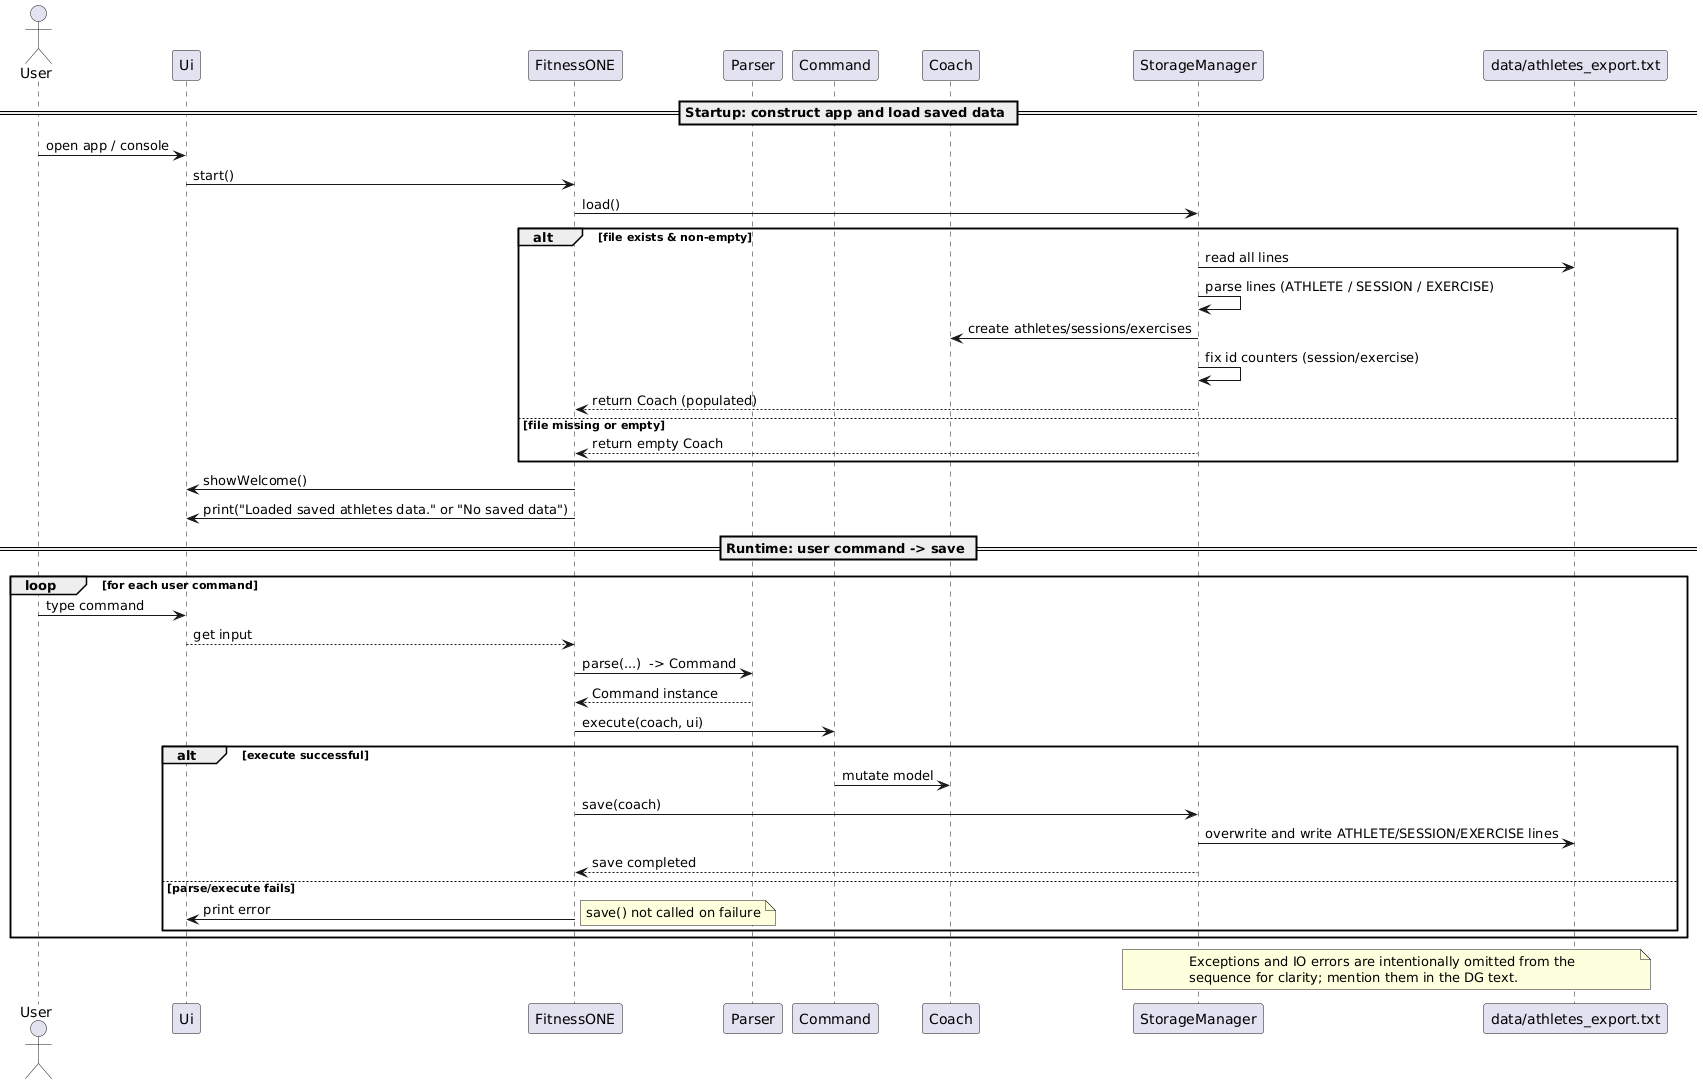 User
Ui
FitnessONE
Parser
Command
Coach
StorageManager
data/athletes_export.txt
Startup: construct app and load saved data
open app / console
start()
load()
alt
[file exists & non-empty]
read all lines
parse lines (ATHLETE / SESSION / EXERCISE)
create athletes/sessions/exercises
fix id counters (session/exercise)
return Coach (populated)
[file missing or empty]
return empty Coach
showWelcome()
print("Loaded saved athletes data." or "No saved data")
Runtime: user command -> save
loop
[for each user command]
type command
get input
parse(...)  -> Command
Command instance
execute(coach, ui)
alt
[execute successful]
mutate model
save(coach)
overwrite and write ATHLETE/SESSION/EXERCISE lines
save completed
[parse/execute fails]
print error
save() not called on failure
Exceptions and IO errors are intentionally omitted from the
sequence for clarity; mention them in the DG text.
User
Ui
FitnessONE
Parser
Command
Coach
StorageManager
data/athletes_export.txt